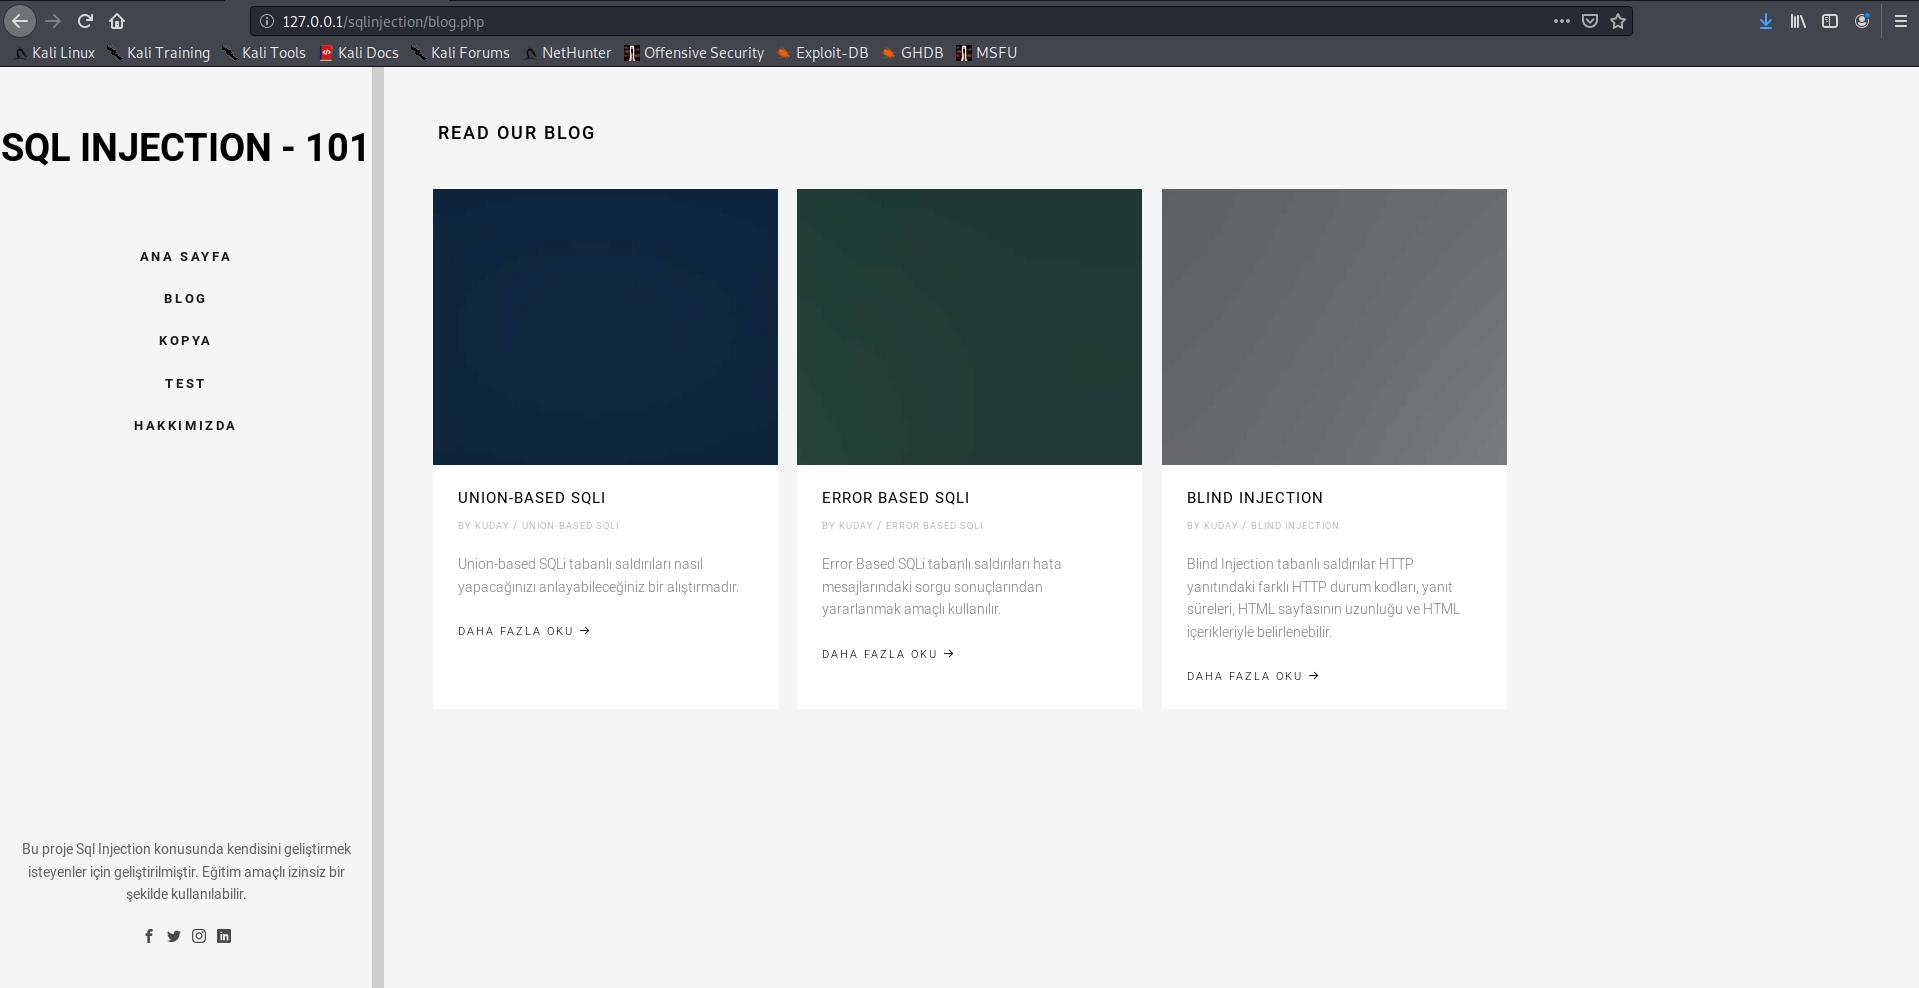 127.0.0.1/sqlinjection/blog.php
Kali Linux Kali Training Kali Tools Kali Docs Kali Forums NetHunter Offensive Security Exploit-DB GHDB MSFU
SQL INJECTION - 101
ANA SAYFA
BLOG
KOPYA
TEST
HAKKIMIZDA
Bu proje Sql Injection konusunda kendisini geliştirmek
isteyenler için geliştirilmiştir. Eğitim amaçlı izinsiz bir
şekilde kullanılabilir.
READ OUR BLOG
UNION-BASED SQLI
BY KUDAY / UNION-BASED SQLI
Union-based SQLi tabanlı saldırıları nasıl
yapacağınızı anlayabileceğiniz bir alıştırmadır.
DAHA FAZLA OKU →
ERROR BASED SQLI
BY KUDAY / ERROR BASED SQLI
Error Based SQLi tabanlı saldırıları hata
mesajlarındaki sorgu sonuçlarından
yararlanmak amaçlı kullanılır.
DAHA FAZLA OKU →
BLIND INJECTION
BY KUDAY / BLIND INJECTION
Blind Injection tabanlı saldırılar HTTP
yanıtındaki farklı HTTP durum kodları, yanıt
süreleri, HTML sayfasının uzunluğu ve HTML
içerikleriyle belirlenebilir.
DAHA FAZLA OKU →